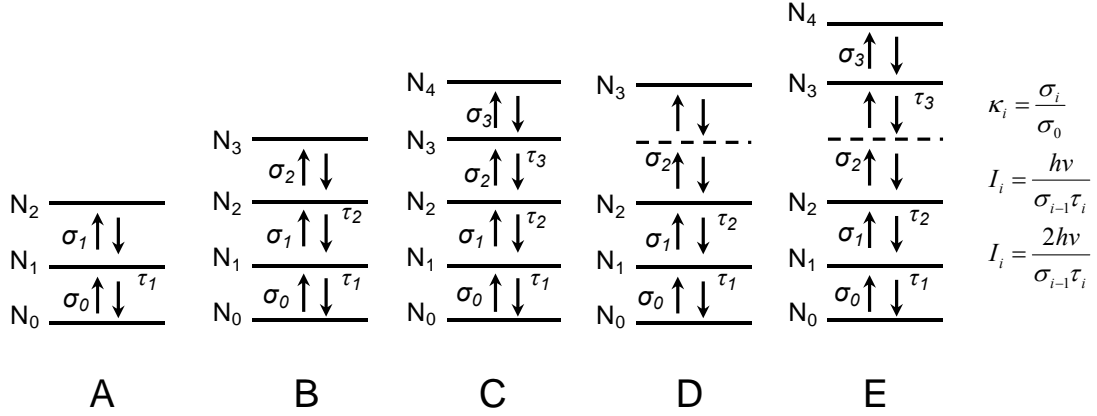 N₂
σ₁
N₁
τ₁
σ₀
N₀
A
N₃
σ₂
N₂
τ₂
σ₁
N₁
τ₁
σ₀
N₀
B
N₄
σ₃
N₃
τ₃
σ₂
N₂
τ₂
σ₁
N₁
τ₁
σ₀
N₀
C
N₃
σ₂
N₂
τ₂
σ₁
N₁
τ₁
σ₀
N₀
D
N₄
σ₃
N₃
τ₃
σ₂
N₂
τ₂
σ₁
N₁
τ₁
σ₀
N₀
E
κᵢ = σᵢ / σ₀
Iᵢ = hν / σᵢ₋₁τᵢ
Iᵢ = 2hν / σᵢ₋₁τᵢ